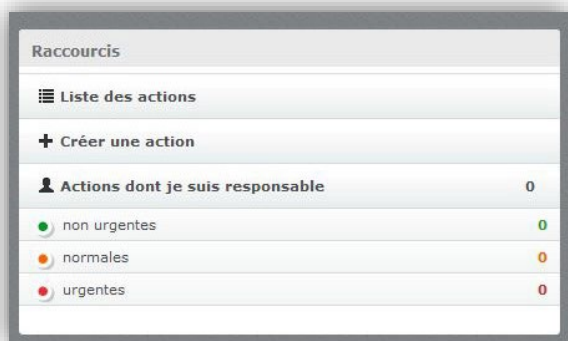 Raccourcis
Liste des actions
Créer une action
Actions dont je suis responsable 0
non urgentes 0
normales 0
urgentes 0